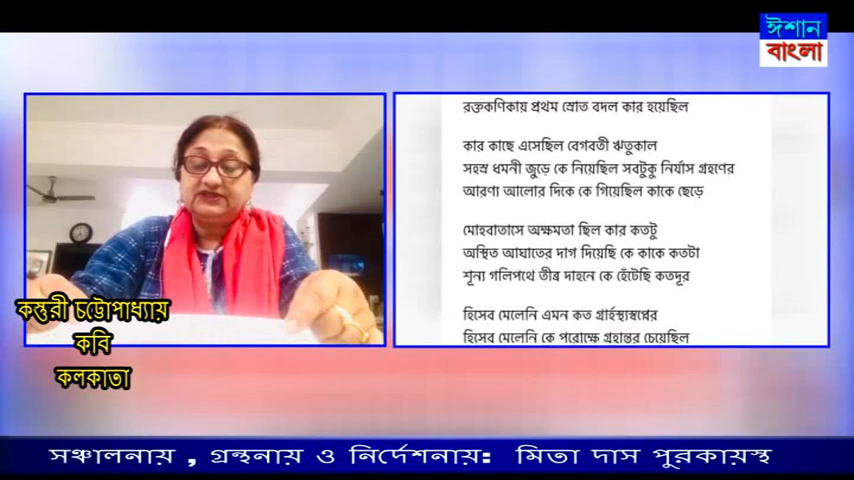 ঈশান
বাংলা
রক্তকণিকায় প্রথম স্রোত বদল কার হয়েছিল
কার কাছে এসেছিল বেগবতী ঋতুকাল
সহস্র ধমনী জুড়ে কে নিয়েছিল সবটুকু নির্যাস গ্রহণের
আরণ্য আলোর দিকে কে গিয়েছিল কাকে ছেড়ে
মোহবাতাসে অক্ষমতা ছিল কার কতটু
অস্থিত আঘাতের দাগ দিয়েছি কে কাকে কতটা
শূন্য গলিপথে তীব্র দাহনে কে হেঁটেছি কতদূর
হিসেব মেলেনি এমন কত গ্রার্হস্থ্যস্বপ্নের
হিসেব মেলেনি কে পরোক্ষে গ্রহান্তর চেয়েছিল
কস্তুরী চট্টোপাধ্যায়
কবি
কলকাতা
সঞ্চালনায় , গ্রন্থনায় ও নির্দেশনায়: মিতা দাস পুরকায়স্থ